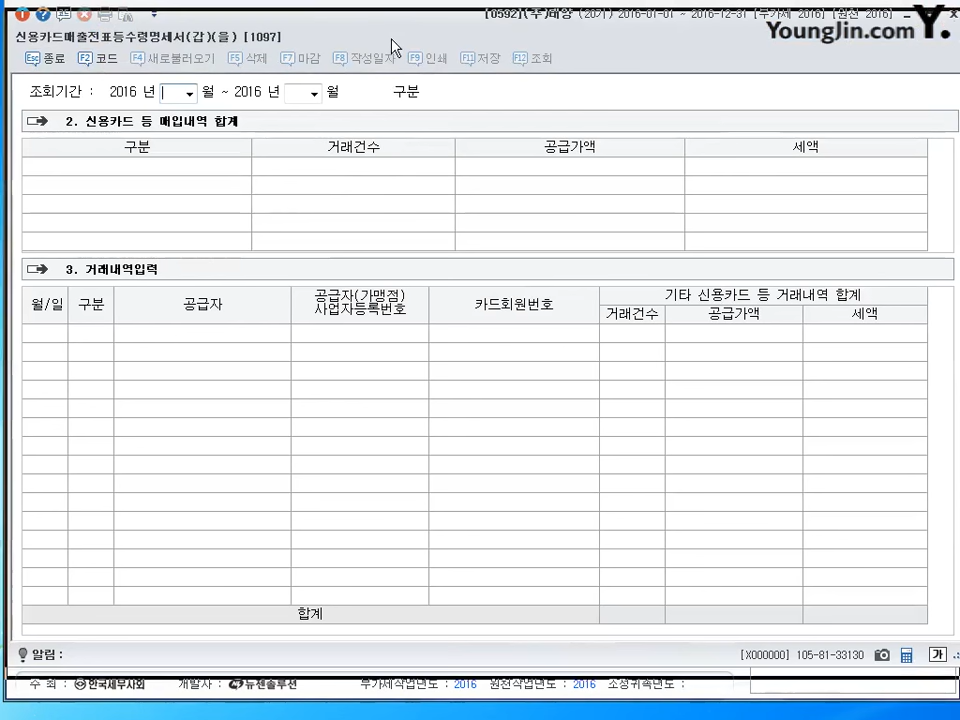 [0592](주)태양 (20기) 2016-01-01 ~ 2016-12-31 [부가세 2016] [원천 2016]
YoungJin.com Y.
신용카드매출전표등수령명세서(갑)(을) [1097]
Esc 종료 F2 코드 F4 새로불러오기 F5 삭제 F7 마감 F8 작성일자 F9 인쇄 F11 저장 F12 조회
조회기간 : 2016 년 월 ~ 2016 년 월 구분
2. 신용카드 등 매입내역 합계
구분 거래건수 공급가액 세액
3. 거래내역입력
월/일 구분 공급자 공급자(가맹점) 사업자등록번호 카드회원번호 기타 신용카드 등 거래내역 합계
거래건수 공급가액 세액
합계
알림 :
[X000000] 105-81-33130 가
주 최 : 한국세무사회 개발사 : 뉴젠솔루션 부가세작업년도 : 2016 원천작업년도 : 2016 소성귀속년도 :